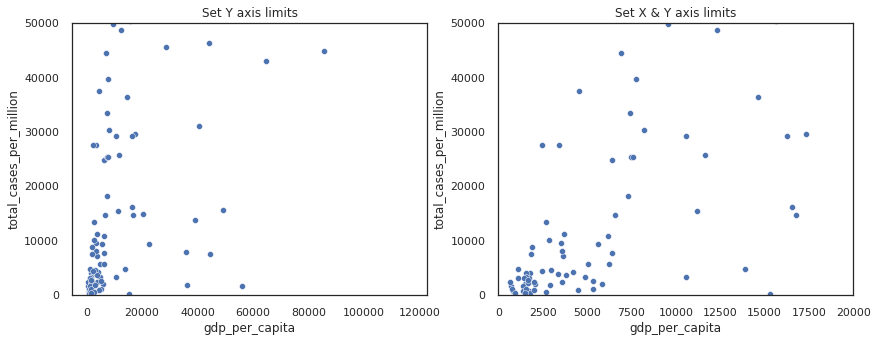 Set Y axis limits
50000
40000
30000
20000
10000
0
total_cases_per_million
0 20000 40000 60000 80000 100000 120000
gdp_per_capita
Set X & Y axis limits
50000
40000
30000
20000
10000
0
total_cases_per_million
0 2500 5000 7500 10000 12500 15000 17500 20000
gdp_per_capita